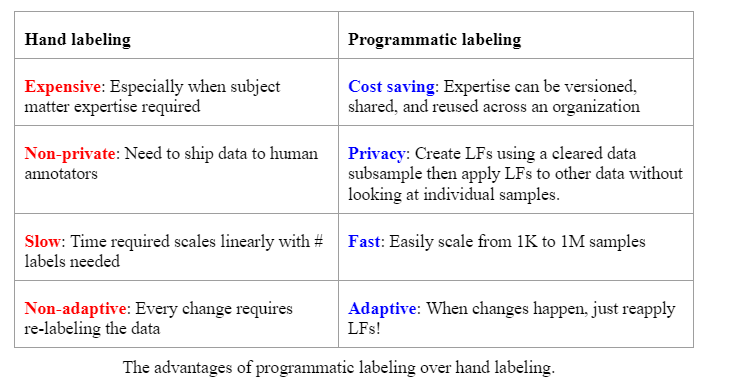 Hand labeling
Programmatic labeling
Expensive: Especially when subject
matter expertise required
Cost saving: Expertise can be versioned,
shared, and reused across an organization
Non-private: Need to ship data to human
annotators
Privacy: Create LFs using a cleared data
subsample then apply LFs to other data without
looking at individual samples.
Slow: Time required scales linearly with #
labels needed
Fast: Easily scale from 1K to 1M samples
Non-adaptive: Every change requires
re-labeling the data
Adaptive: When changes happen, just reapply
LFs!
The advantages of programmatic labeling over hand labeling.